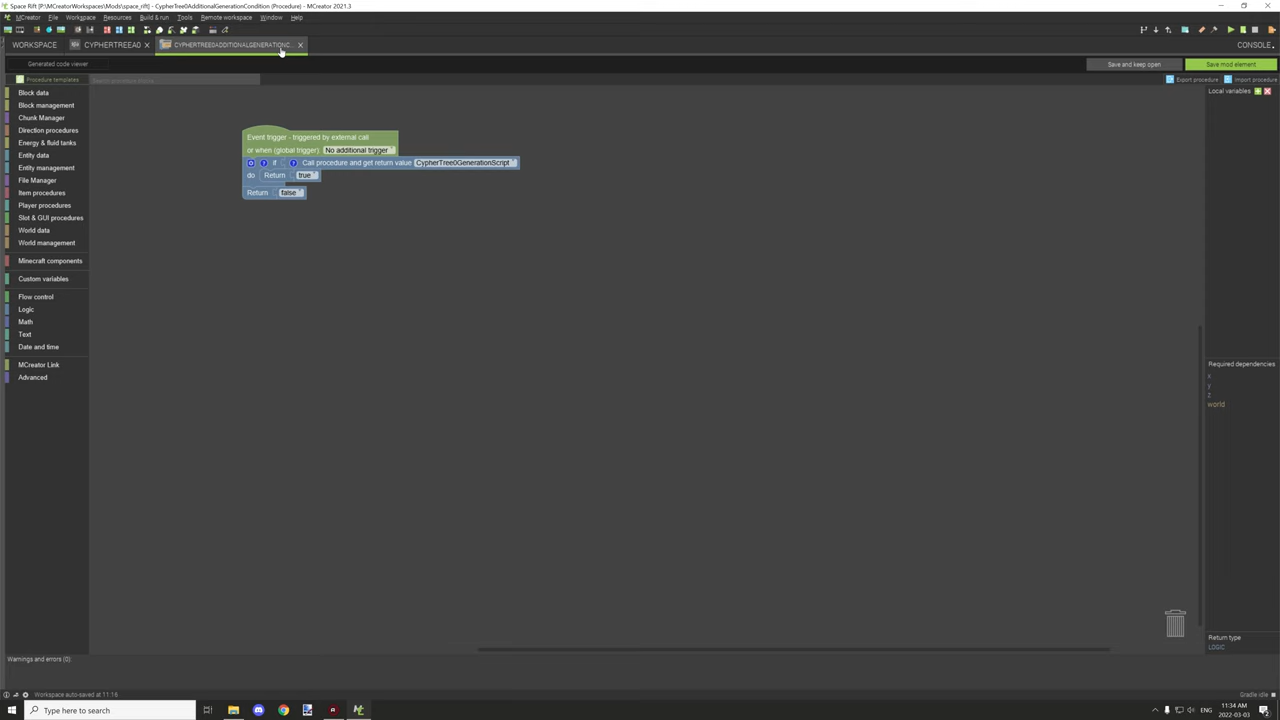 Space Rift [P:\MCreatorWorkspaces\Mods\space_rift] - CypherTree0AdditionalGenerationCondition (Procedure) - MCreator 2021.3
MCreator File Workspace Resources Build & run Tools Remote workspace Window Help
WORKSPACE CYPHERTREEA0 CYPHERTREE0ADDITIONALGENERATIONC... CONSOLE
Generated code viewer Save and keep open Save mod element
Procedure templates Export procedure Import procedure
Block data
Block management
Chunk Manager
Direction procedures
Energy & fluid tanks
Entity data
Entity management
File Manager
Item procedures
Player procedures
Slot & GUI procedures
World data
World management
Minecraft components
Custom variables
Flow control
Logic
Math
Text
Date and time
MCreator Link
Advanced
Event trigger - triggered by external call
or when (global trigger): No additional trigger
if Call procedure and get return value CypherTree0GenerationScript
do Return true
Return false
Local variables
Required dependencies
x
y
z
world
Return type
LOGIC
Warnings and errors (0):
Workspace auto-saved at 11:16 Gradle idle
Type here to search
ENG
11:34 AM
2022-03-03